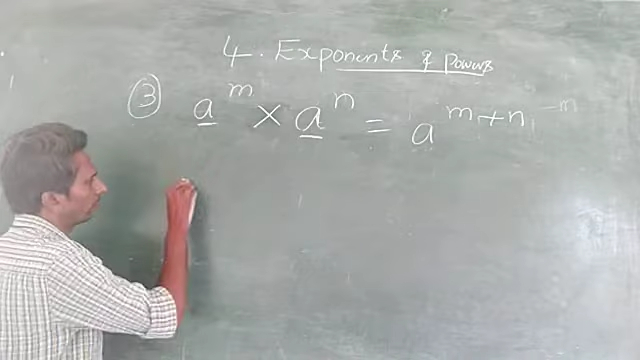 4. Exponents & Powers
③ a^m × a^n = a^m+n